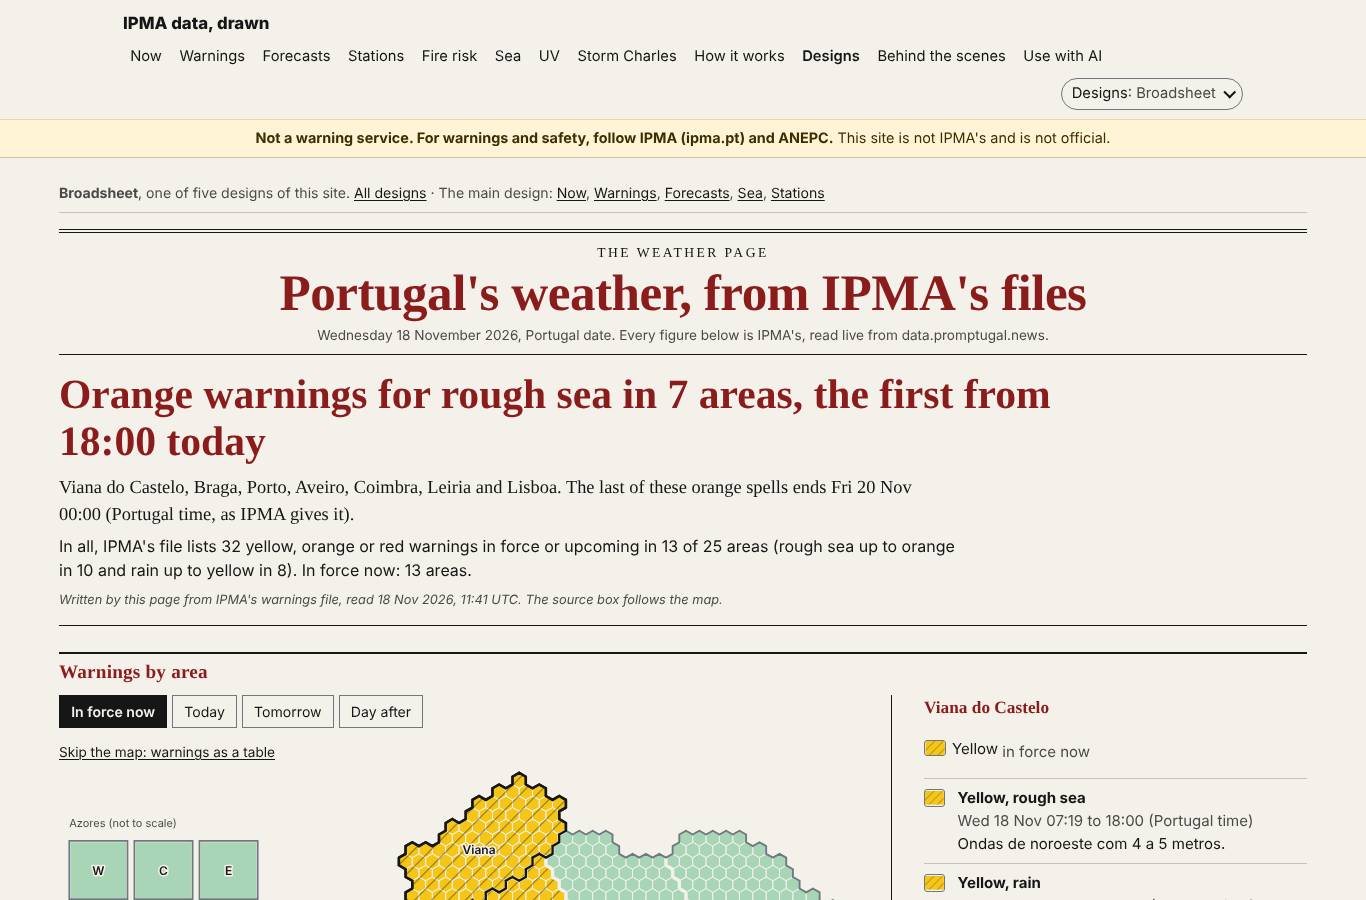 IPMA data, drawn
Now Warnings Forecasts Stations Fire risk Sea UV Storm Charles How it works Designs Behind the scenes Use with AI
Designs: Broadsheet
Not a warning service. For warnings and safety, follow IPMA (ipma.pt) and ANEPC. This site is not IPMA's and is not official.
Broadsheet, one of five designs of this site. All designs · The main design: Now, Warnings, Forecasts, Sea, Stations
THE WEATHER PAGE
Portugal's weather, from IPMA's files
Wednesday 18 November 2026, Portugal date. Every figure below is IPMA's, read live from data.promptugal.news.
Orange warnings for rough sea in 7 areas, the first from
18:00 today
Viana do Castelo, Braga, Porto, Aveiro, Coimbra, Leiria and Lisboa. The last of these orange spells ends Fri 20 Nov
00:00 (Portugal time, as IPMA gives it).
In all, IPMA's file lists 32 yellow, orange or red warnings in force or upcoming in 13 of 25 areas (rough sea up to orange
in 10 and rain up to yellow in 8). In force now: 13 areas.
Written by this page from IPMA's warnings file, read 18 Nov 2026, 11:41 UTC. The source box follows the map.
Warnings by area
In force now Today Tomorrow Day after
Skip the map: warnings as a table
Azores (not to scale)
W C E
Viana
Viana do Castelo
Yellow in force now
Yellow, rough sea
Wed 18 Nov 07:19 to 18:00 (Portugal time)
Ondas de noroeste com 4 a 5 metros.
Yellow, rain